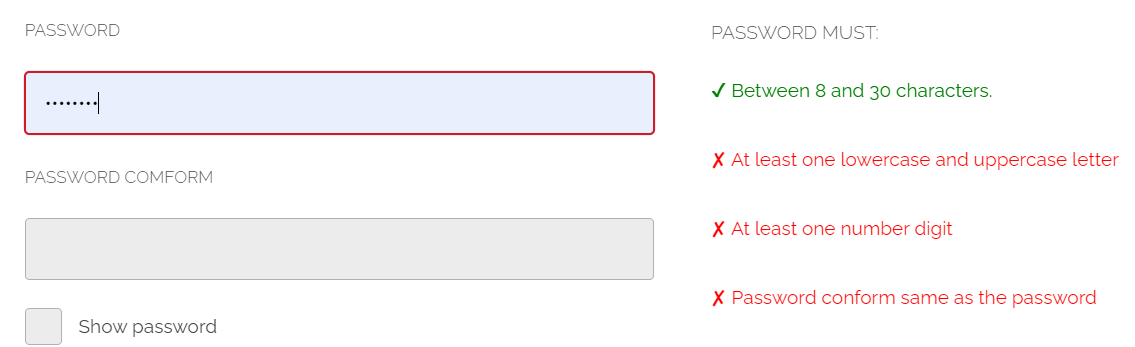 PASSWORD
••••••••
PASSWORD COMFORM
Show password
PASSWORD MUST:
✓ Between 8 and 30 characters.
✗ At least one lowercase and uppercase letter
✗ At least one number digit
✗ Password conform same as the password